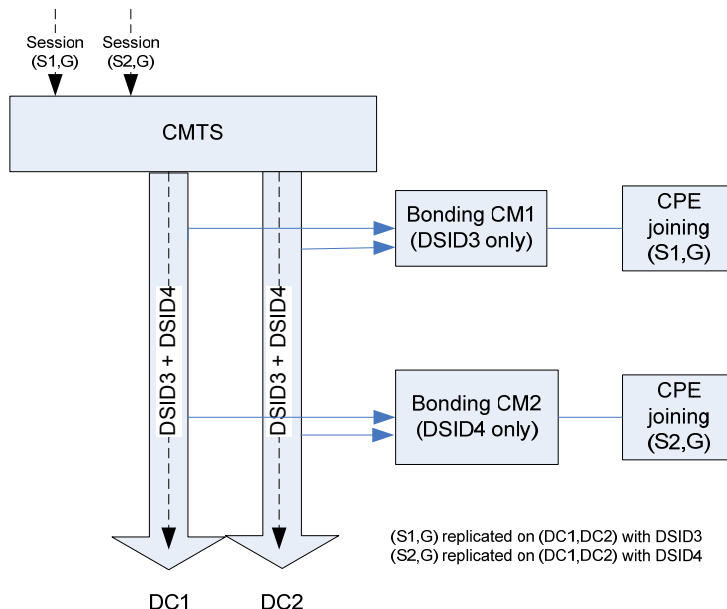 Session
(S1,G)
Session
(S2,G)
CMTS
Bonding CM1
(DSID3 only)
CPE
joining
(S1,G)
DSID3 + DSID4
DSID3 + DSID4
Bonding CM2
(DSID4 only)
CPE
joining
(S2,G)
(S1,G) replicated on (DC1,DC2) with DSID3
(S2,G) replicated on (DC1,DC2) with DSID4
DC1
DC2